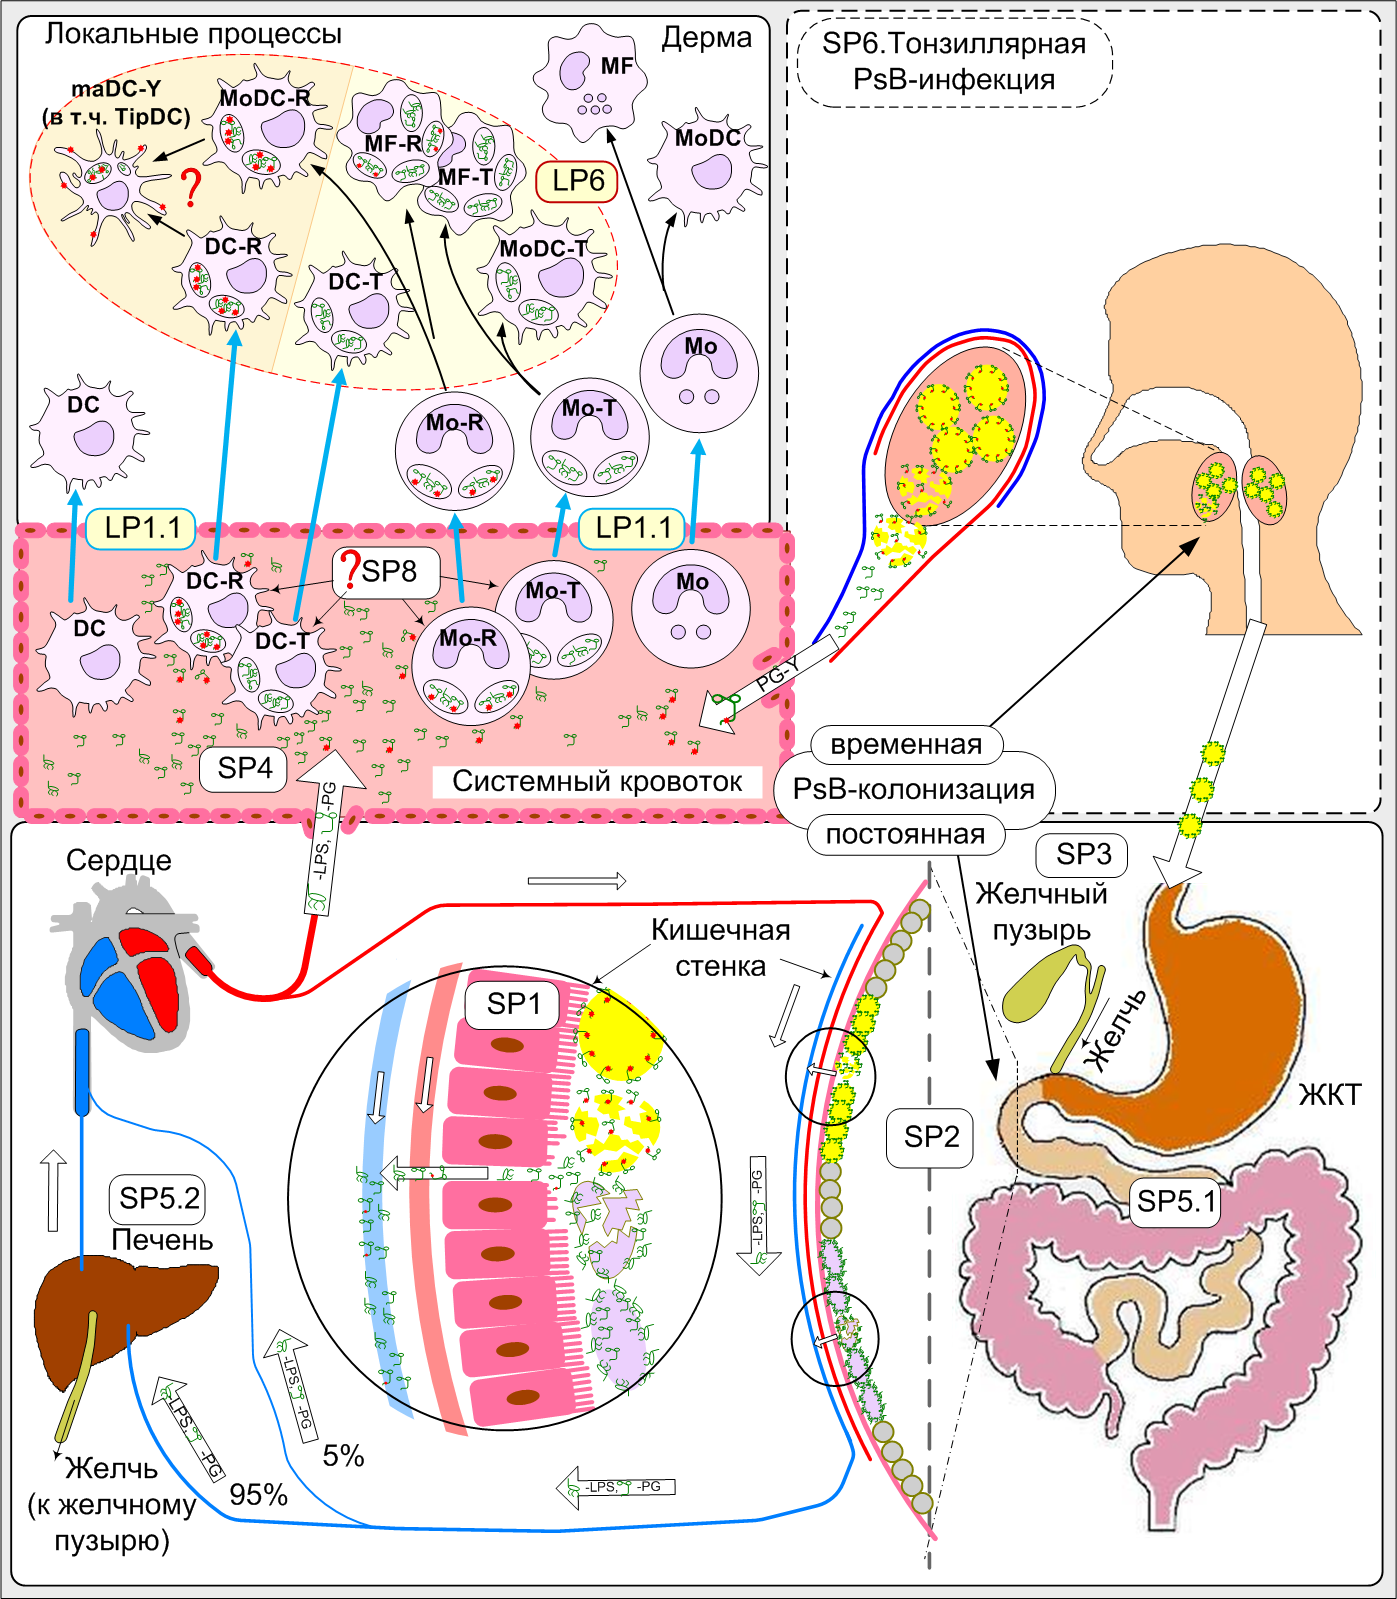 Локальные процессы
Дерма
maDC-Y
(в т.ч. TipDC)
MoDC-R
MF-R
MF-T
MF
MoDC
LP6
?
DC-R
DC-T
MoDC-T
Mo
DC
Mo-R
Mo-T
LP1.1
LP1.1
SP6.Тонзиллярная
PsB-инфекция
DC-R
?
SP8
DC
DC-T
Mo-R
Mo-T
Mo
PG-Y
SP4
Системный кровоток
-LPS, -PG
временная
PsB-колонизация
постоянная
Сердце
SP3
Желчный
пузырь
Желчь
ЖКТ
Кишечная
стенка
SP1
SP2
SP5.1
SP5.2
Печень
-LPS, -PG
-LPS, -PG
5%
-LPS, -PG
95%
-LPS, -PG
Желчь
(к желчному
пузырю)